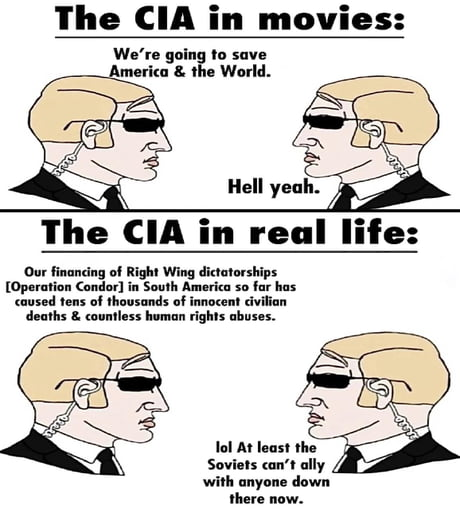 The CIA in movies:
We're going to save
America & the World.
Hell yeah.
The CIA in real life:
Our financing of Right Wing dictatorships
[Operation Condor] in South America so far has
caused tens of thousands of innocent civilian
deaths & countless human rights abuses.
lol At least the
Soviets can't ally
with anyone down
there now.